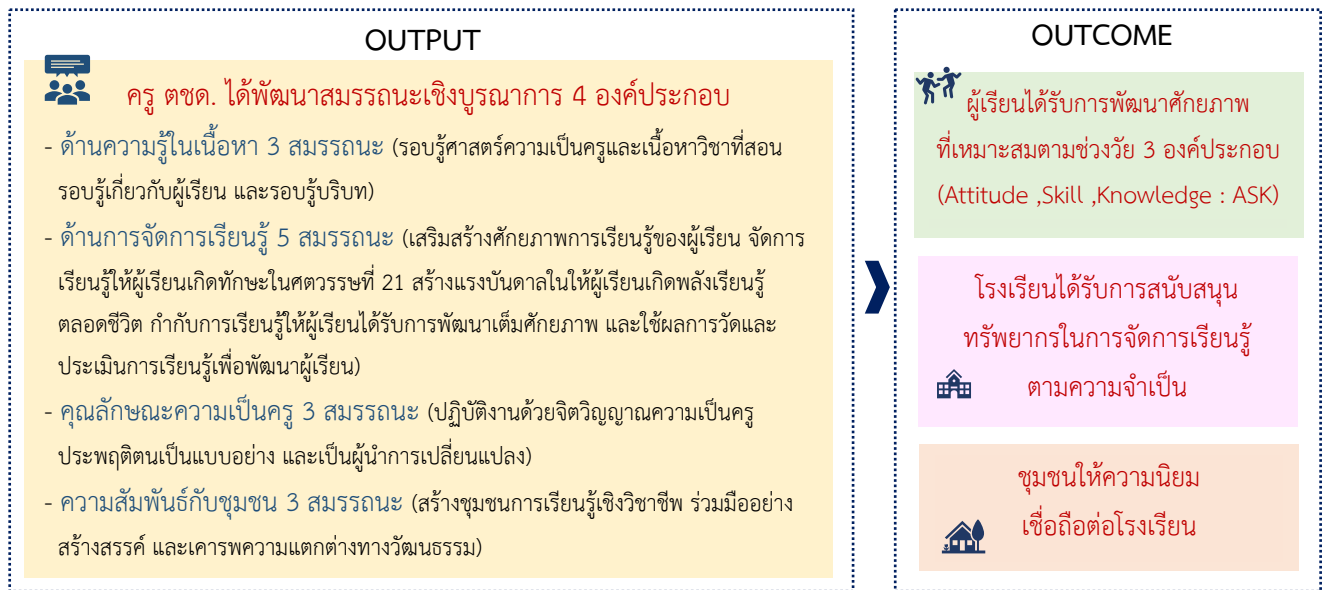 OUTPUT
ครู ตชด. ได้พัฒนาสมรรถนะเชิงบูรณาการ 4 องค์ประกอบ
- ด้านความรู้ในเนื้อหา 3 สมรรถนะ (รอบรู้ศาสตร์ความเป็นครูและเนื้อหาวิชาที่สอน
รอบรู้เกี่ยวกับผู้เรียน และรอบรู้บริบท)
- ด้านการจัดการเรียนรู้ 5 สมรรถนะ (เสริมสร้างศักยภาพการเรียนรู้ของผู้เรียน จัดการ
เรียนรู้ให้ผู้เรียนเกิดทักษะในศตวรรษที่ 21 สร้างแรงบันดาลในให้ผู้เรียนเกิดพลังเรียนรู้
ตลอดชีวิต กำกับการเรียนรู้ให้ผู้เรียนได้รับการพัฒนาเต็มศักยภาพ และใช้ผลการวัดและ
ประเมินการเรียนรู้เพื่อพัฒนาผู้เรียน)
- คุณลักษณะความเป็นครู 3 สมรรถนะ (ปฏิบัติงานด้วยจิตวิญญาณความเป็นครู
ประพฤติตนเป็นแบบอย่าง และเป็นผู้นำการเปลี่ยนแปลง)
- ความสัมพันธ์กับชุมชน 3 สมรรถนะ (สร้างชุมชนการเรียนรู้เชิงวิชาชีพ ร่วมมืออย่าง
สร้างสรรค์ และเคารพความแตกต่างทางวัฒนธรรม)
OUTCOME
ผู้เรียนได้รับการพัฒนาศักยภาพ
ที่เหมาะสมตามช่วงวัย 3 องค์ประกอบ
(Attitude ,Skill ,Knowledge : ASK)
โรงเรียนได้รับการสนับสนุน
ทรัพยากรในการจัดการเรียนรู้
ตามความจำเป็น
ชุมชนให้ความนิยม
เชื่อถือต่อโรงเรียน